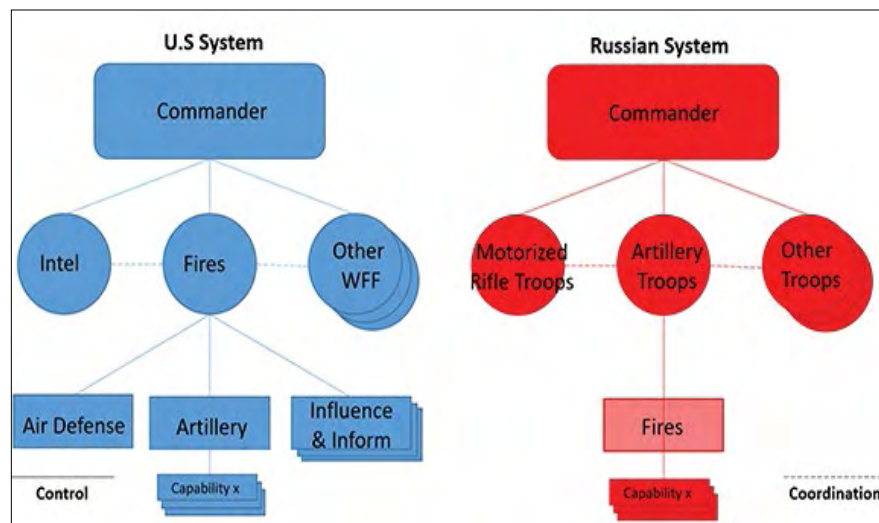 U.S System
Commander
Intel
Fires
Other
WFF
Air Defense
Artillery
Influence
& Inform
Capability x
Control
Russian System
Commander
Motorized
Rifle Troops
Artillery
Troops
Other
Troops
Fires
Capability x
Coordination